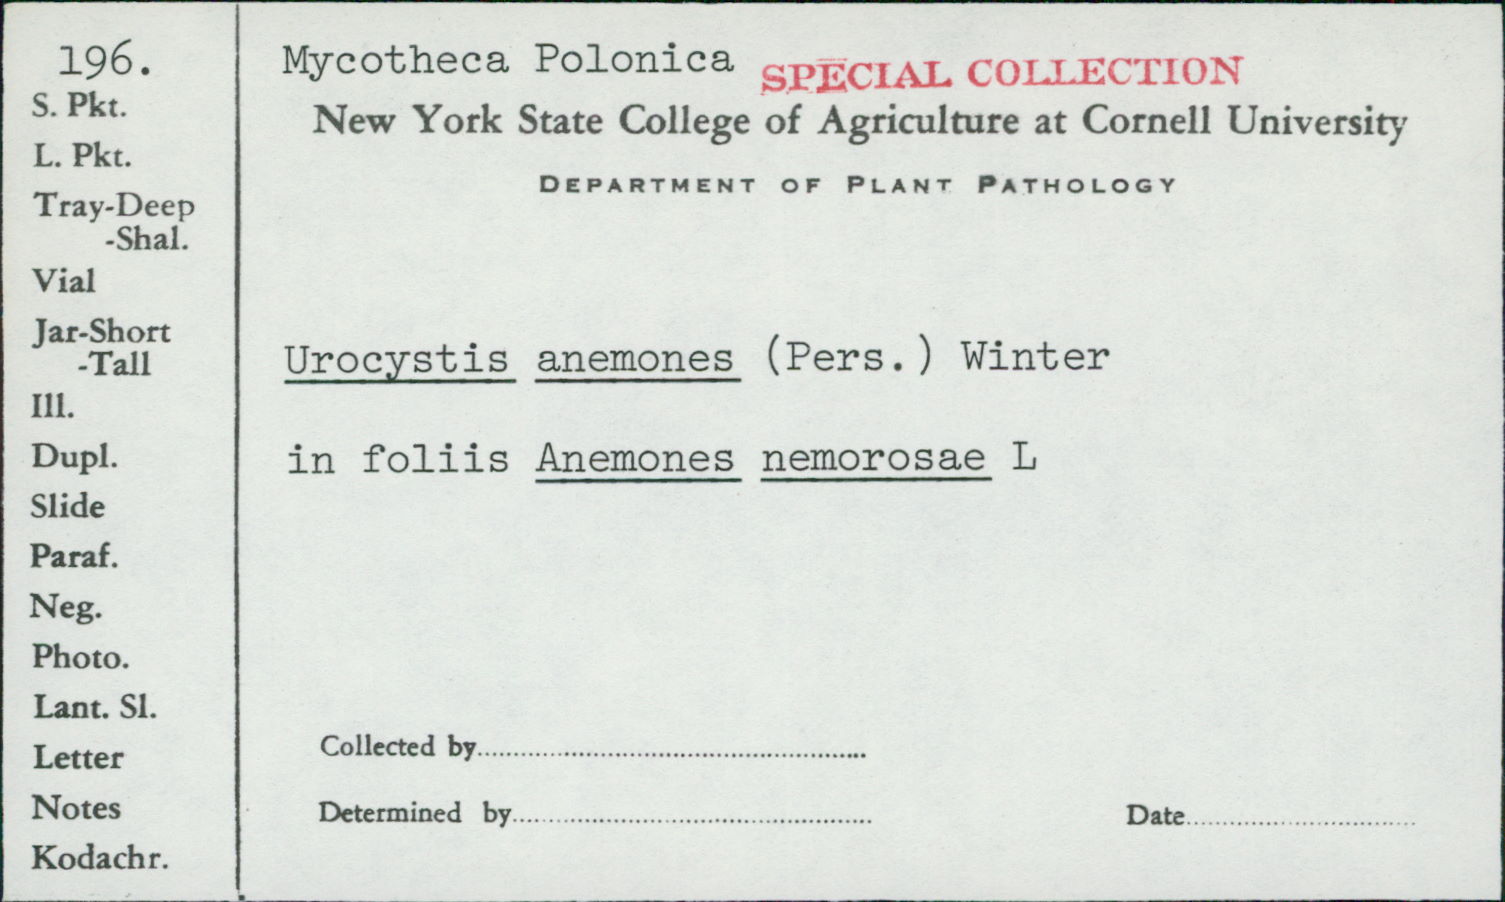 196.
S. Pkt.
L. Pkt.
Tray-Deep
-Shal.
Vial
Jar-Short
-Tall
Ill.
Dupl.
Slide
Paraf.
Neg.
Photo.
Lant. Sl.
Letter
Notes
Kodachr.
Mycotheca Polonica SPECIAL COLLECTION
New York State College of Agriculture at Cornell University
DEPARTMENT OF PLANT PATHOLOGY
Urocystis anemones (Pers.) Winter
in foliis Anemones nemorosae L
Collected by
Determined by
Date